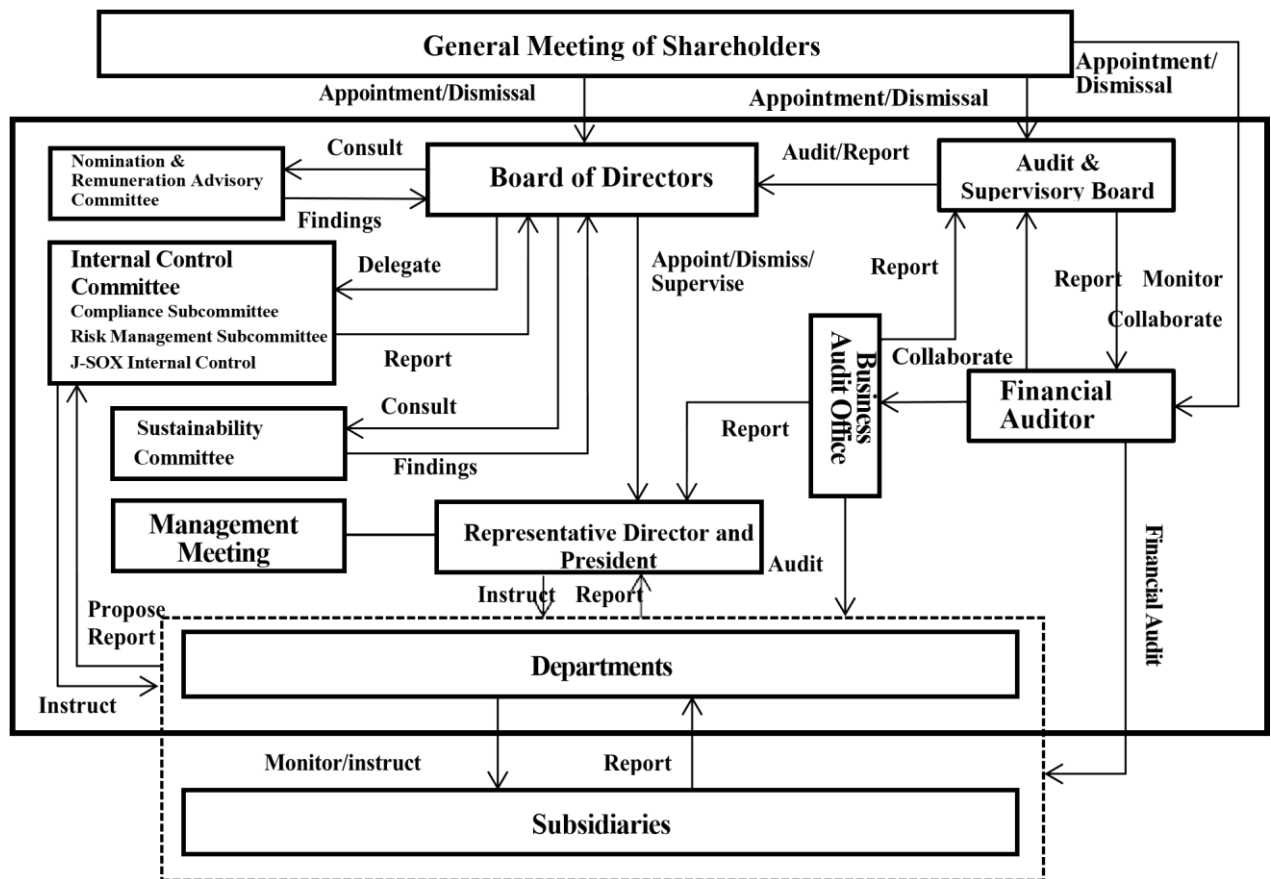 General Meeting of Shareholders
Appointment/Dismissal
Appointment/Dismissal
Appointment/
Dismissal
Nomination &
Remuneration Advisory
Committee
Consult
Findings
Board of Directors
Audit/Report
Audit &
Supervisory Board
Internal Control
Committee
Compliance Subcommittee
Risk Management Subcommittee
J-SOX Internal Control
Delegate
Report
Appoint/Dismiss/
Supervise
Report
Report
Monitor
Collaborate
Business
Audit Office
Collaborate
Financial
Auditor
Sustainability
Committee
Consult
Findings
Report
Management
Meeting
Representative Director and
President
Audit
Financial Audit
Instruct
Report
Propose
Report
Instruct
Departments
Monitor/instruct
Report
Subsidiaries